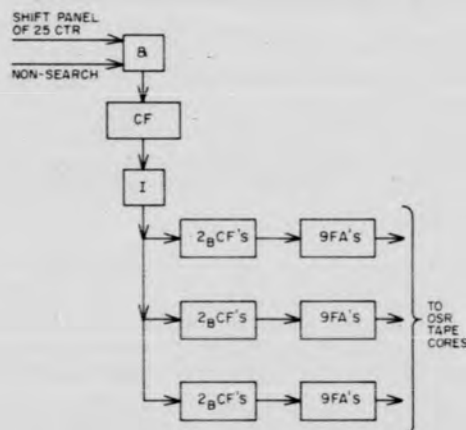 SHIFT PANEL
OF 25 CTR
&
NON-SEARCH
CF
I
2BCF'S
9FA'S
2BCF'S
9FA'S
TO
OSR
TAPE
CORES
2BCF'S
9FA'S